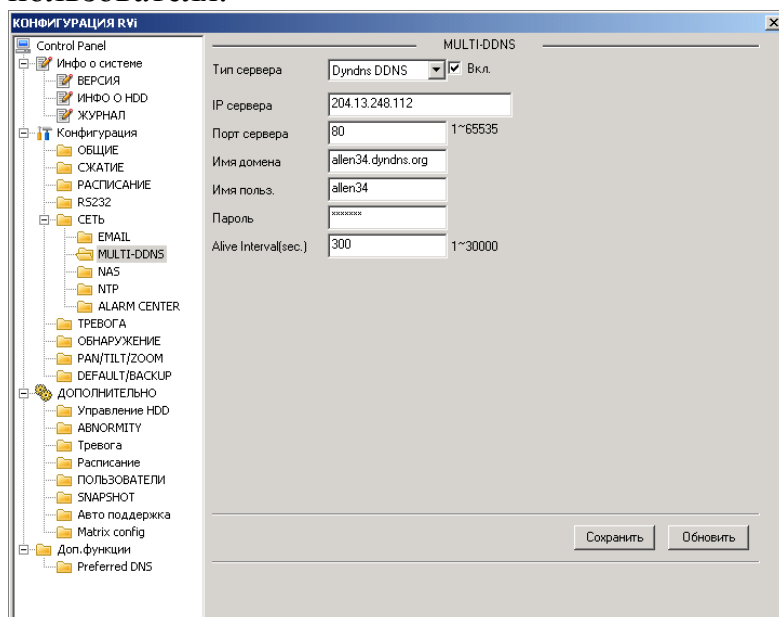 КОНФИГУРАЦИЯ RVi
Control Panel
Инфо о системе
ВЕРСИЯ
ИНФО О HDD
ЖУРНАЛ
Конфигурация
ОБЩИЕ
СЖАТИЕ
РАСПИСАНИЕ
RS232
СЕТЬ
EMAIL
MULTI-DDNS
NAS
NTP
ALARM CENTER
ТРЕВОГА
ОБНАРУЖЕНИЕ
PAN/TILT/ZOOM
DEFAULT/BACKUP
ДОПОЛНИТЕЛЬНО
Управление HDD
ABNORMITY
Тревога
Расписание
ПОЛЬЗОВАТЕЛИ
SNAPSHOT
Авто поддержка
Matrix config
Доп.функции
Preferred DNS
MULTI-DDNS
Тип сервера Dyndns DDNS Вкл.
IP сервера 204.13.248.112
Порт сервера 80 1~65535
Имя домена allen34.dyndns.org
Имя польз. allen34
Пароль xxxxxxx
Alive Interval(sec.) 300 1~30000
Сохранить Обновить